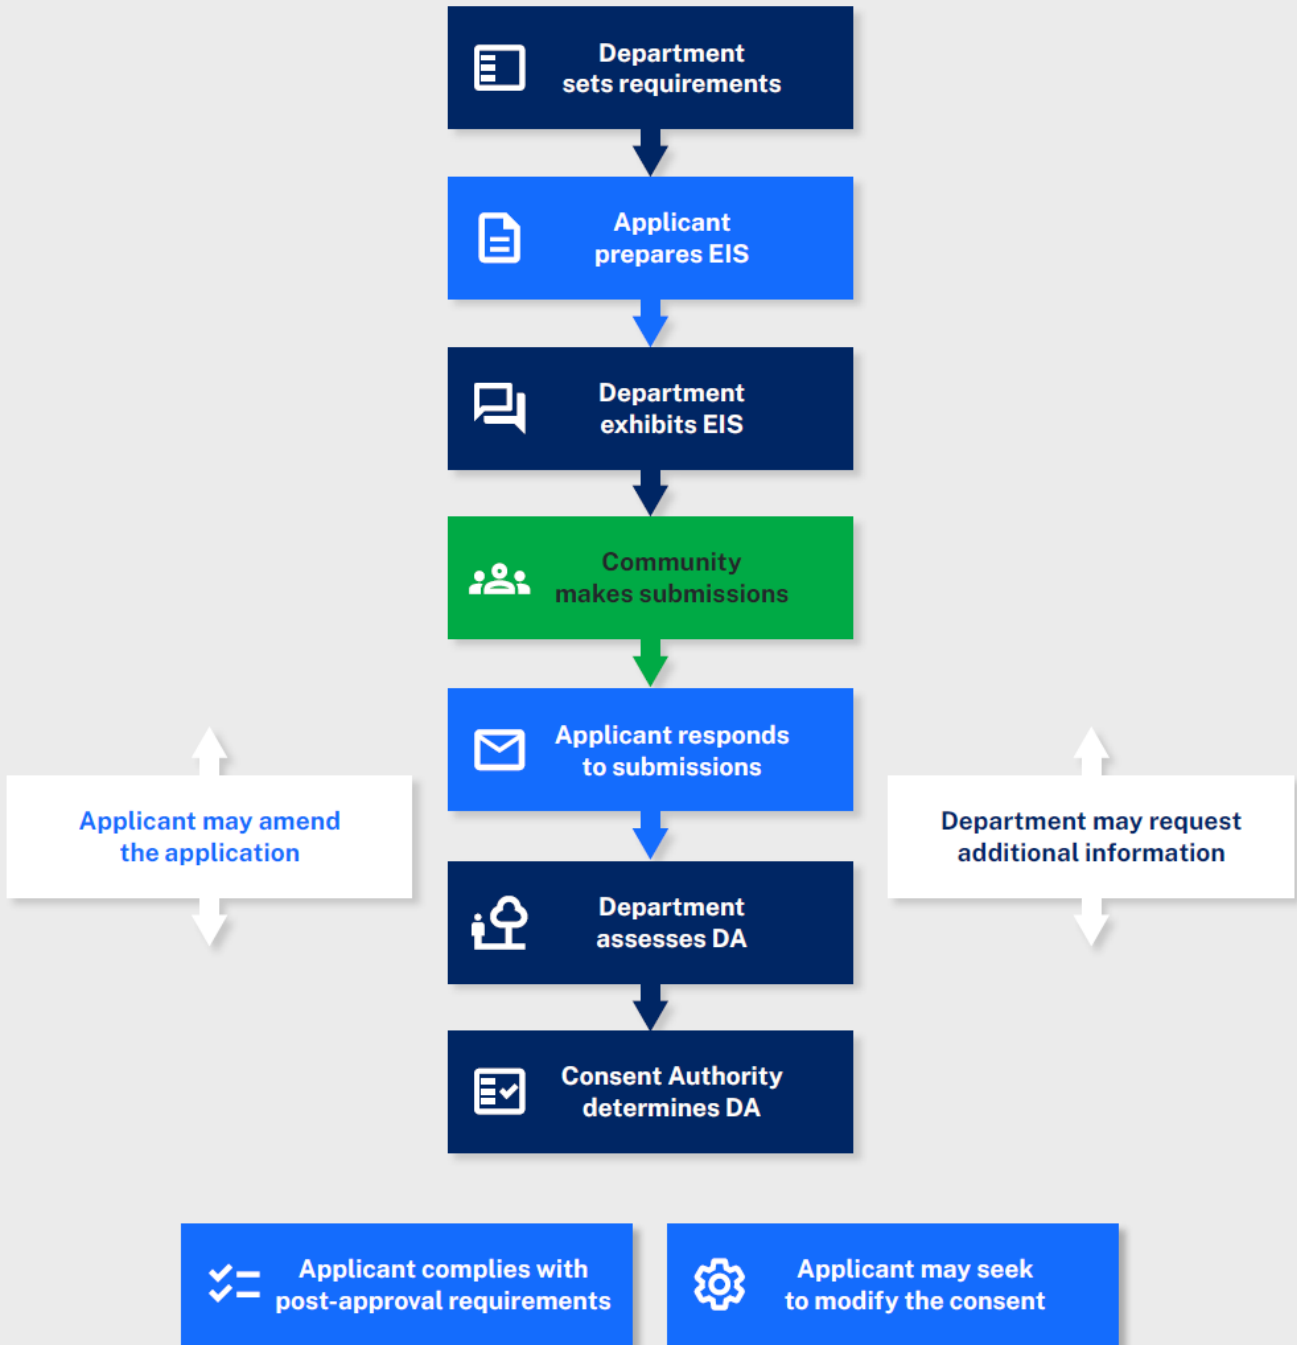 Department
sets requirements
Applicant
prepares EIS
Department
exhibits EIS
Community
makes submissions
Applicant responds
to submissions
Applicant may amend
the application
Department may request
additional information
Department
assesses DA
Consent Authority
determines DA
Applicant complies with
post-approval requirements
Applicant may seek
to modify the consent